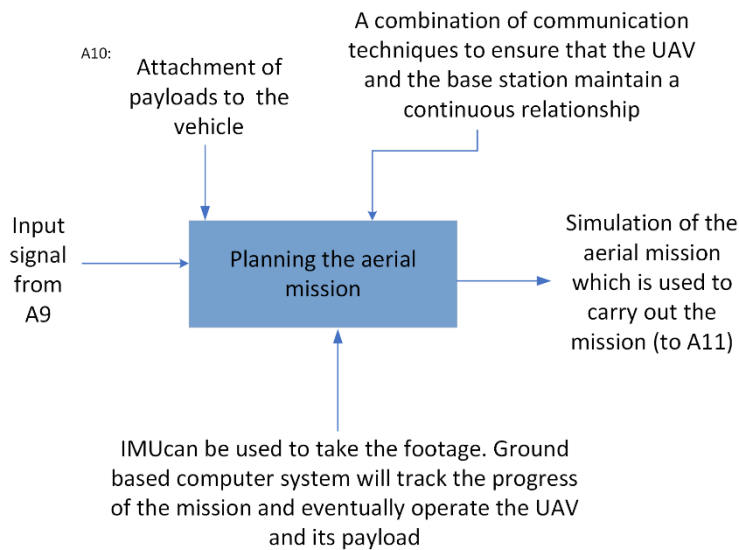 A10:
Attachment of
payloads to the
vehicle
A combination of communication
techniques to ensure that the UAV
and the base station maintain a
continuous relationship
Input
signal
from
A9
Planning the aerial
mission
Simulation of the
aerial mission
which is used to
carry out the
mission (to A11)
IMUcan be used to take the footage. Ground
based computer system will track the progress
of the mission and eventually operate the UAV
and its payload